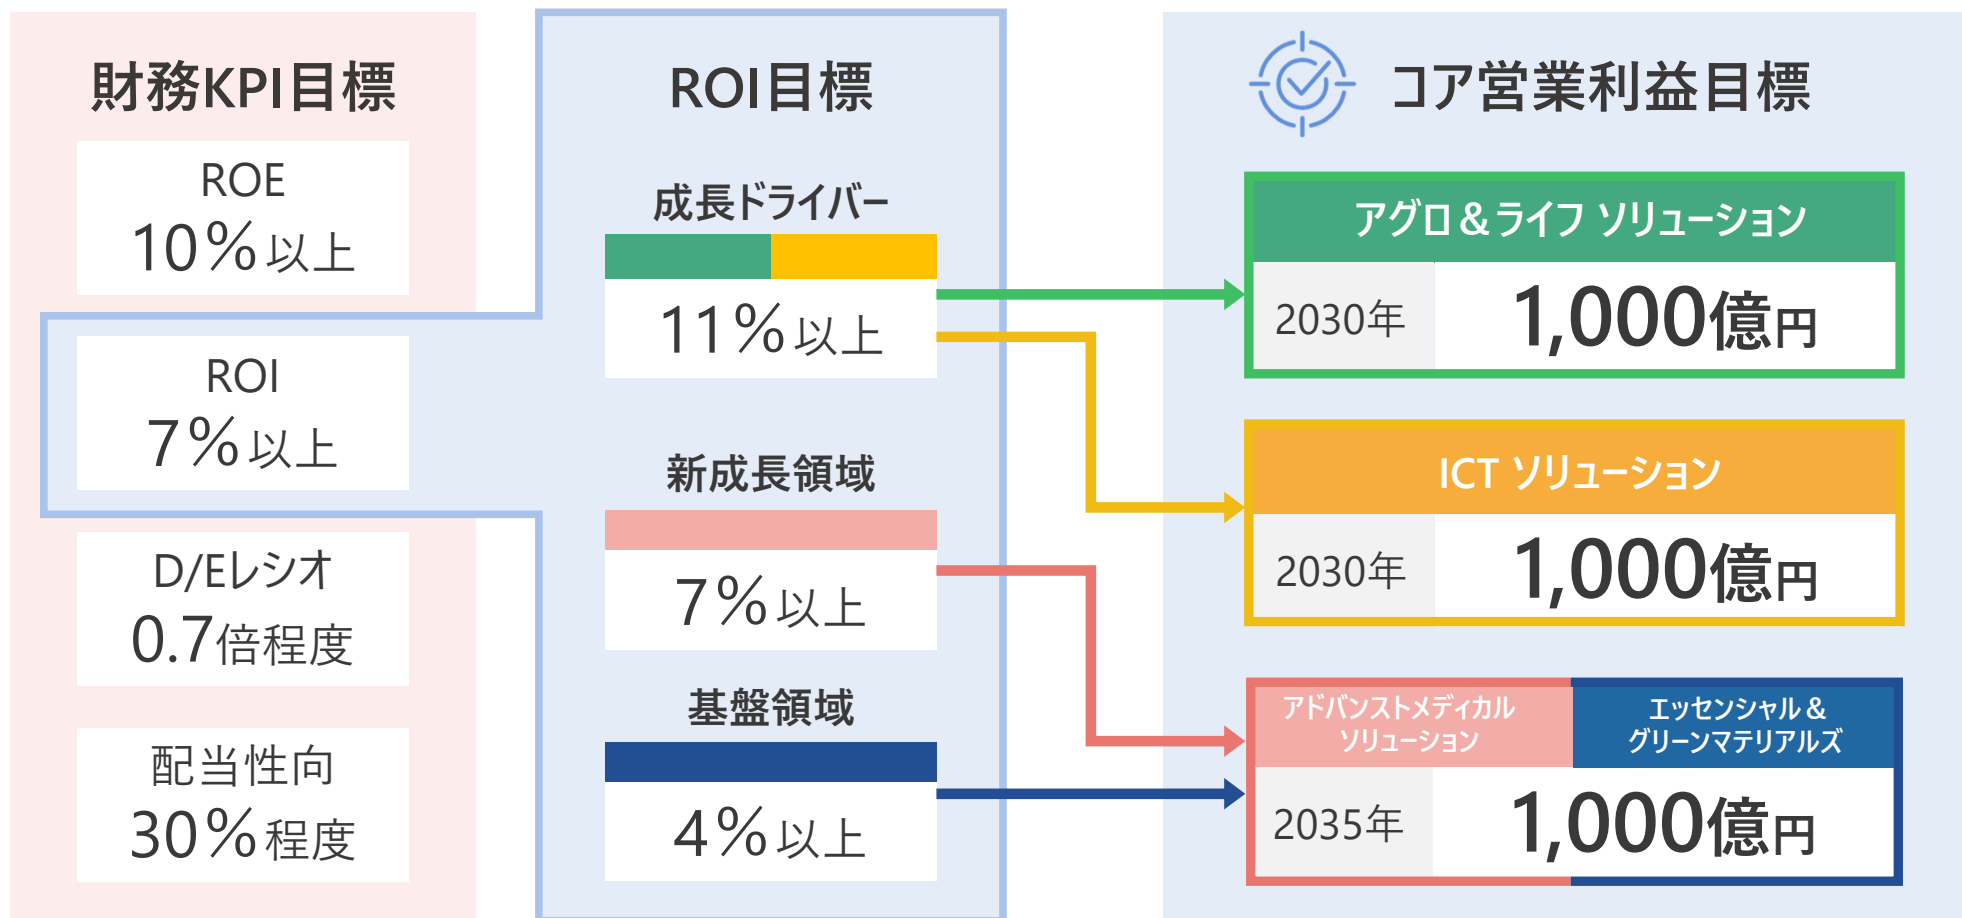 財務KPI目標
ROE
10%以上
ROI
7%以上
D/Eレシオ
0.7倍程度
配当性向
30%程度
ROI目標
成長ドライバー
11%以上
新成長領域
7%以上
基盤領域
4%以上
コア営業利益目標
アグロ&ライフ ソリューション
2030年 1,000億円
ICT ソリューション
2030年 1,000億円
アドバンストメディカル
ソリューション
エッセンシャル&
グリーンマテリアルズ
2035年 1,000億円